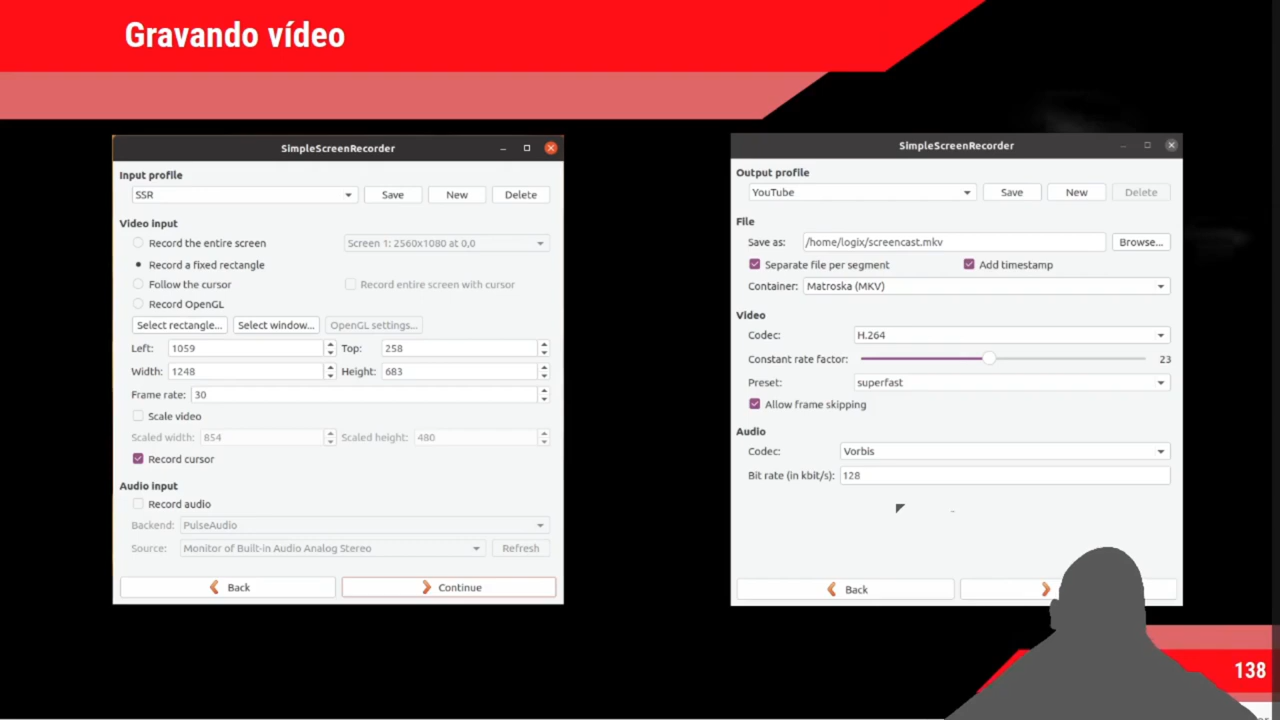 Gravando vídeo
SimpleScreenRecorder
Input profile
SSR Save New Delete
Video input
Record the entire screen Screen 1: 2560x1080 at 0,0
Record a fixed rectangle
Follow the cursor Record entire screen with cursor
Record OpenGL
Select rectangle... Select window... OpenGL settings...
Left: 1059 Top: 258
Width: 1248 Height: 683
Frame rate: 30
Scale video
Scaled width: 854 Scaled height: 480
Record cursor
Audio input
Record audio
Backend: PulseAudio
Source: Monitor of Built-in Audio Analog Stereo Refresh
Back Continue
SimpleScreenRecorder
Output profile
YouTube Save New Delete
File
Save as: /home/logix/screencast.mkv Browse...
Separate file per segment Add timestamp
Container: Matroska (MKV)
Video
Codec: H.264
Constant rate factor: 23
Preset: superfast
Allow frame skipping
Audio
Codec: Vorbis
Bit rate (in kbit/s): 128
Back
138